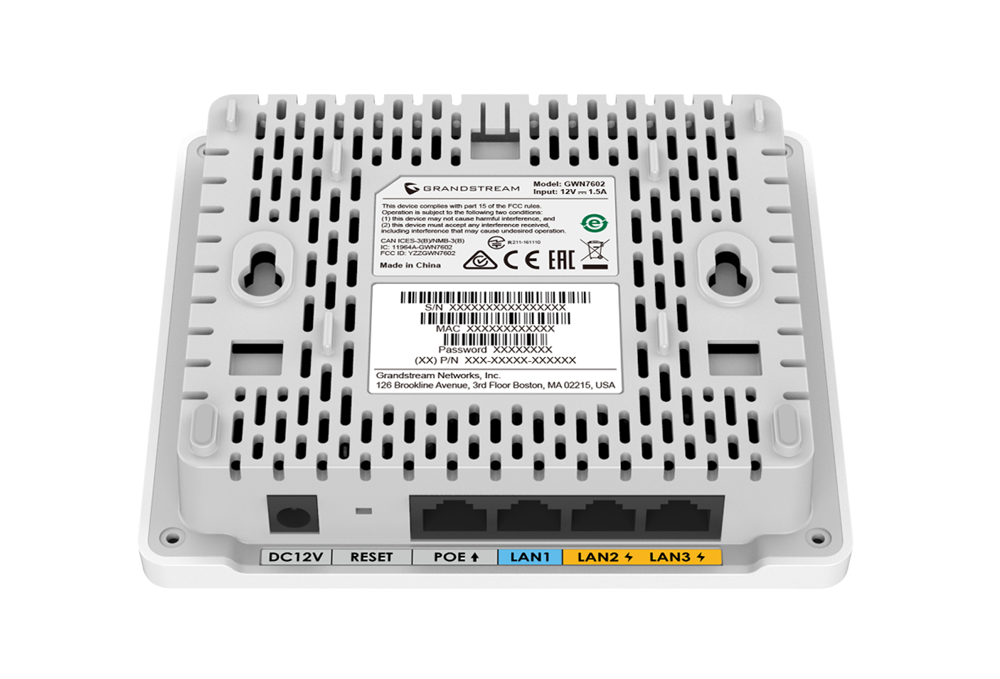 GRANDSTREAM
Model: GWN7602
Input: 12V ⎓ 1.5A
This device complies with part 15 of the FCC rules.
Operation is subject to the following two conditions:
(1) this device may not cause harmful interference, and
(2) this device must accept any interference received,
including interference that may cause undesired operation.
CAN ICES-3(B)/NMB-3(B)
IC: 11964A-GWN7602
FCC ID: YZZGWN7602
R 211-161110
Made in China
CE EAC
S/N XXXXXXXXXXXXXXXXX
MAC XXXXXXXXXXXX
Password XXXXXXXX
(XX) P/N XXX-XXXXX-XXXXXX
Grandstream Networks, Inc.
126 Brookline Avenue, 3rd Floor Boston, MA 02215, USA
DC12V RESET POE LAN1 LAN2 LAN3